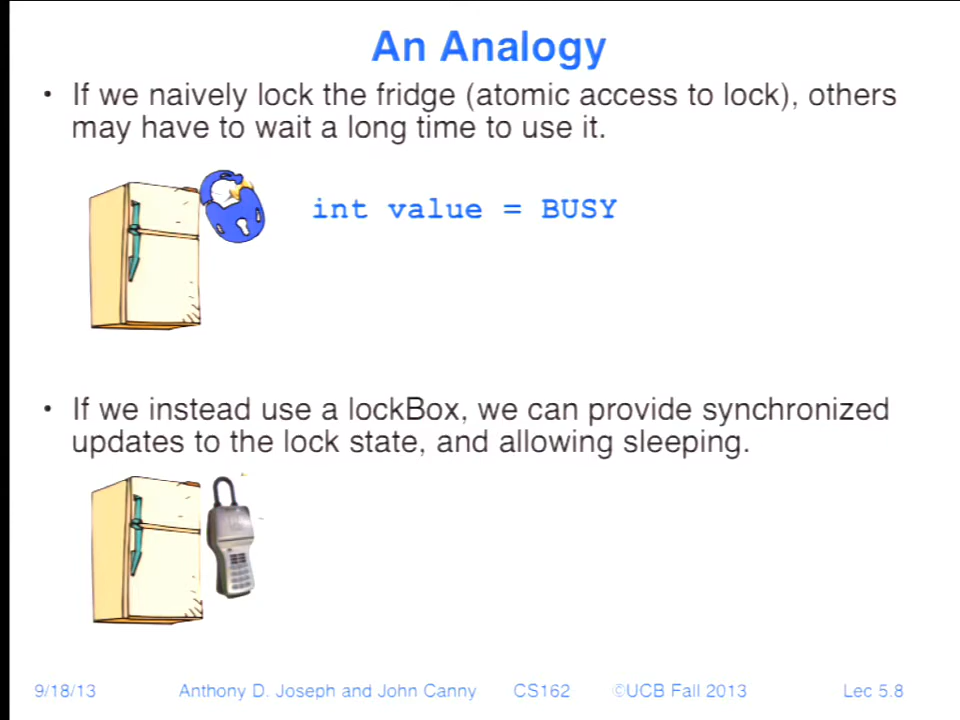 An Analogy
• If we naively lock the fridge (atomic access to lock), others
may have to wait a long time to use it.
int value = BUSY
• If we instead use a lockBox, we can provide synchronized
updates to the lock state, and allowing sleeping.
9/18/13 Anthony D. Joseph and John Canny CS162 ©UCB Fall 2013 Lec 5.8